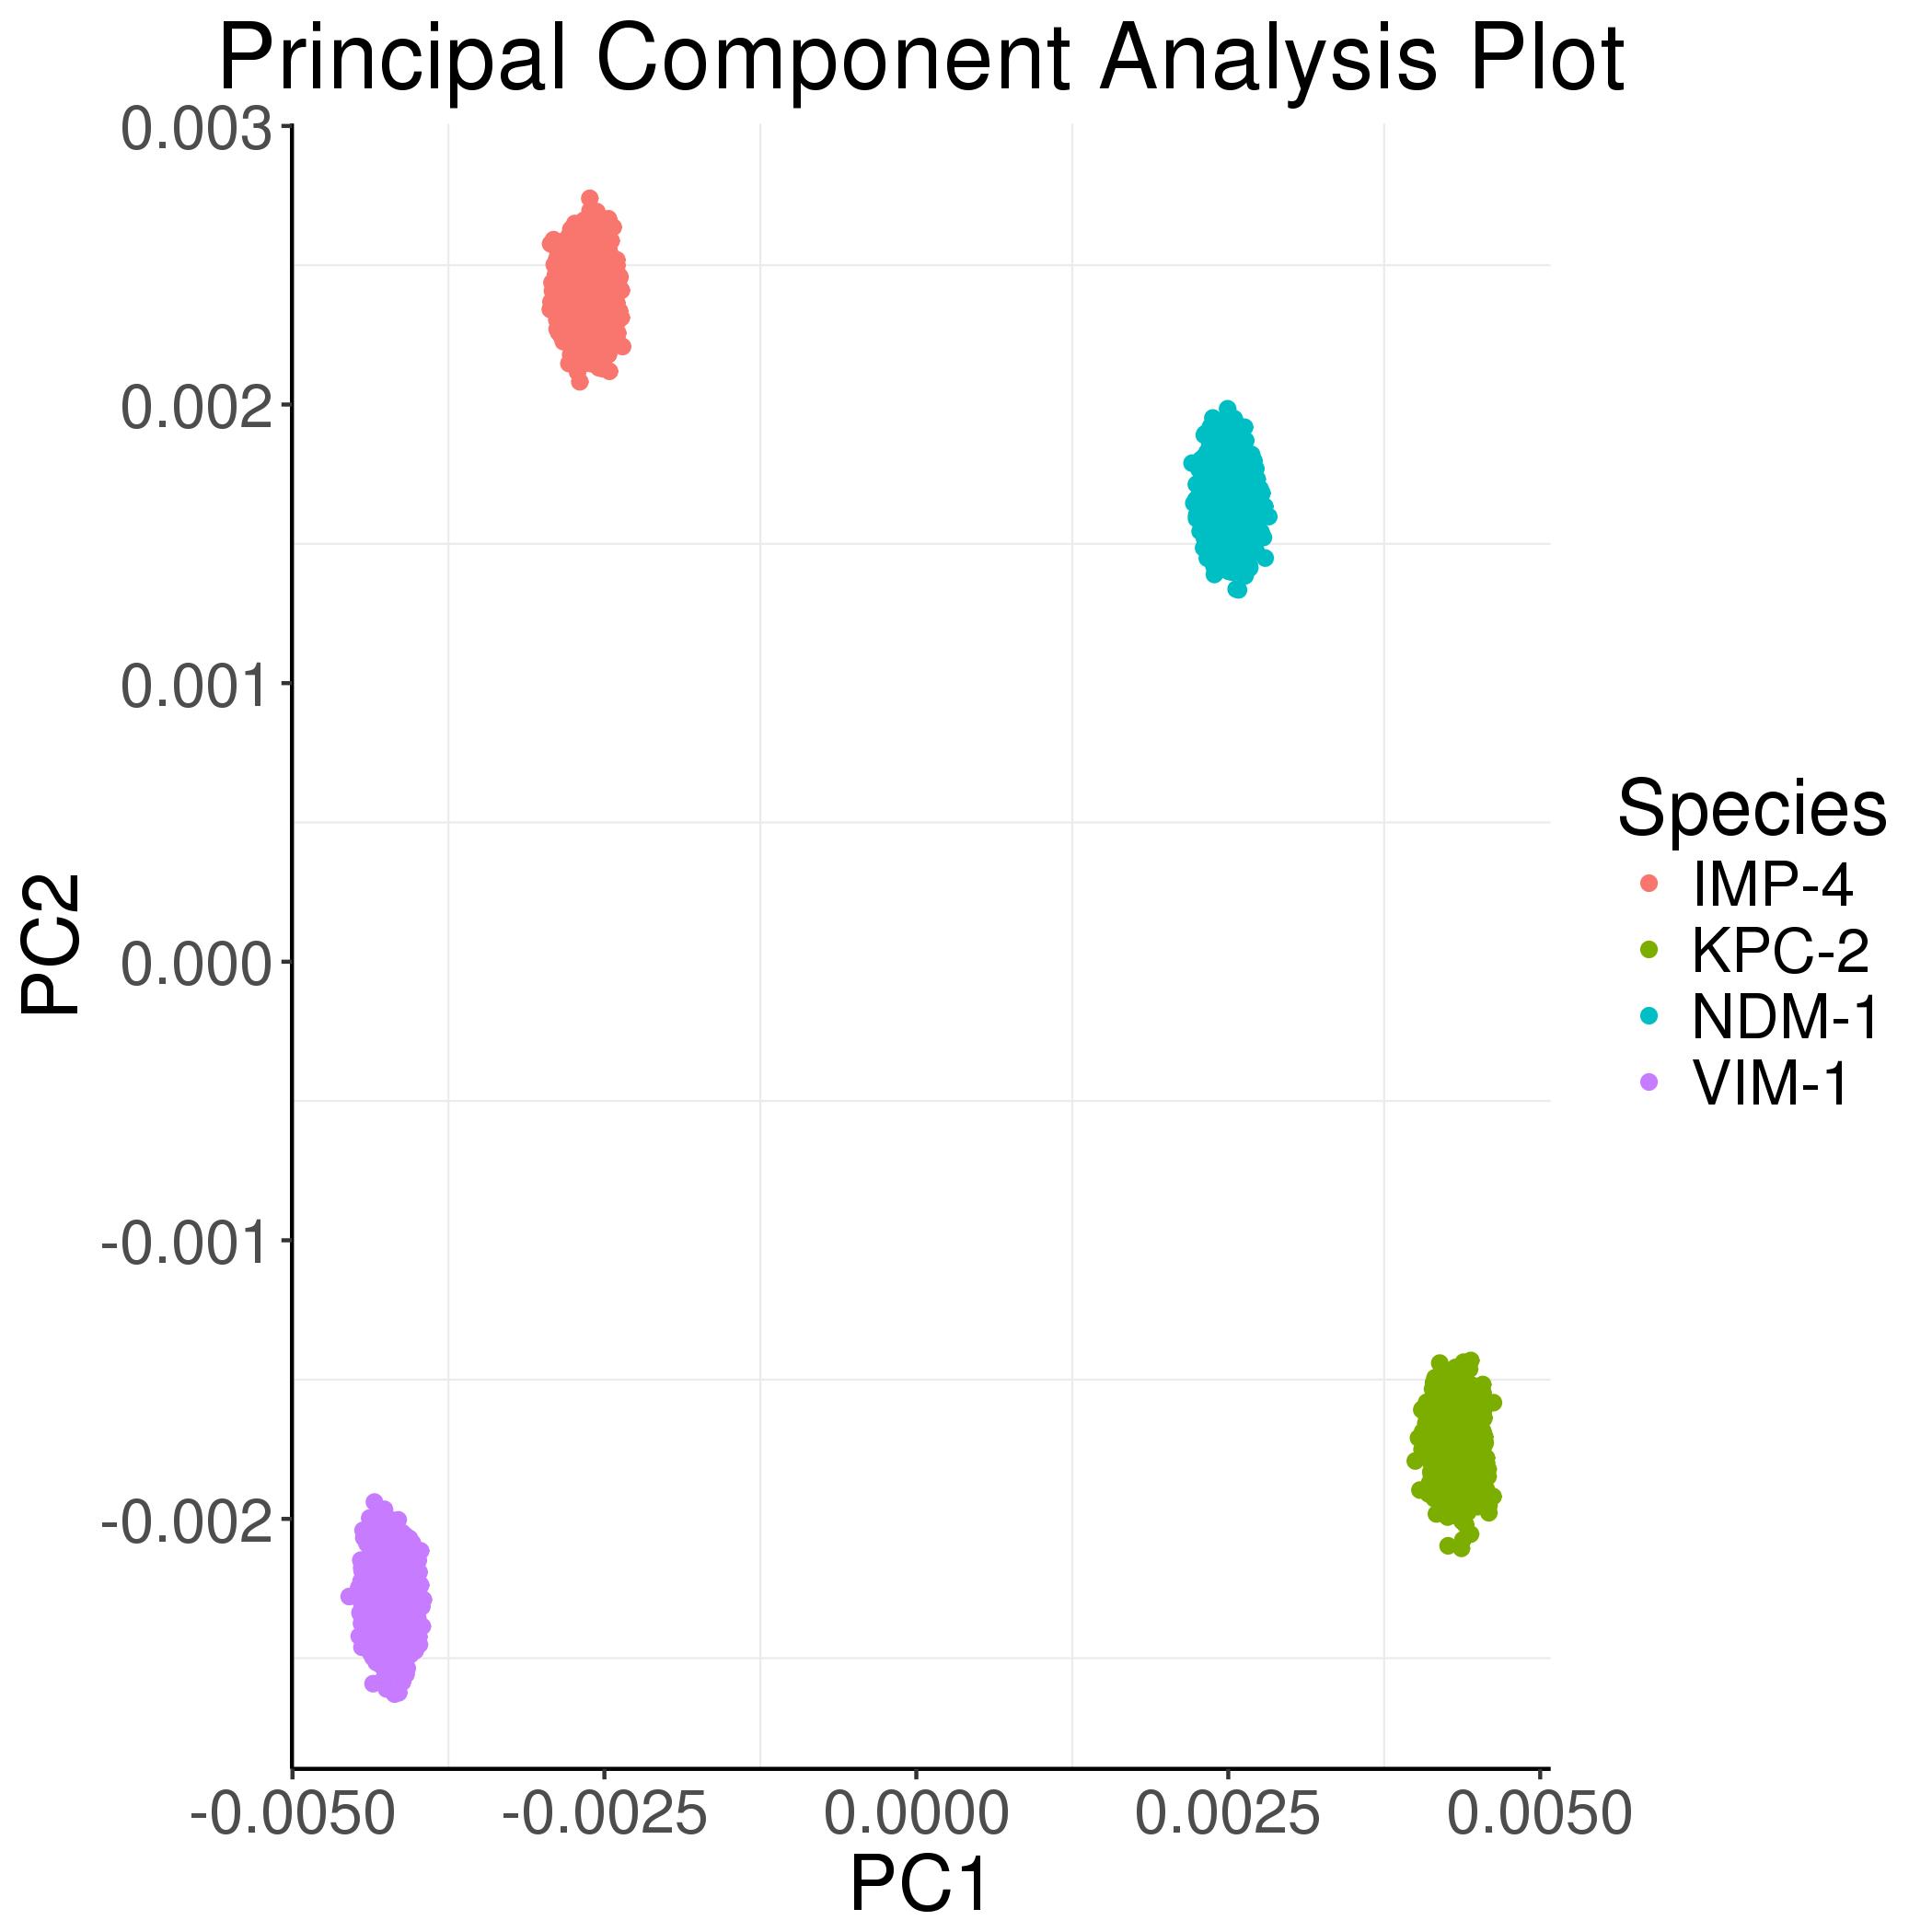 Principal Component Analysis Plot
0.003
0.002
0.001
0.000
-0.001
-0.002
PC2
-0.0050 -0.0025 0.0000 0.0025 0.0050
PC1
Species
IMP-4
KPC-2
NDM-1
VIM-1